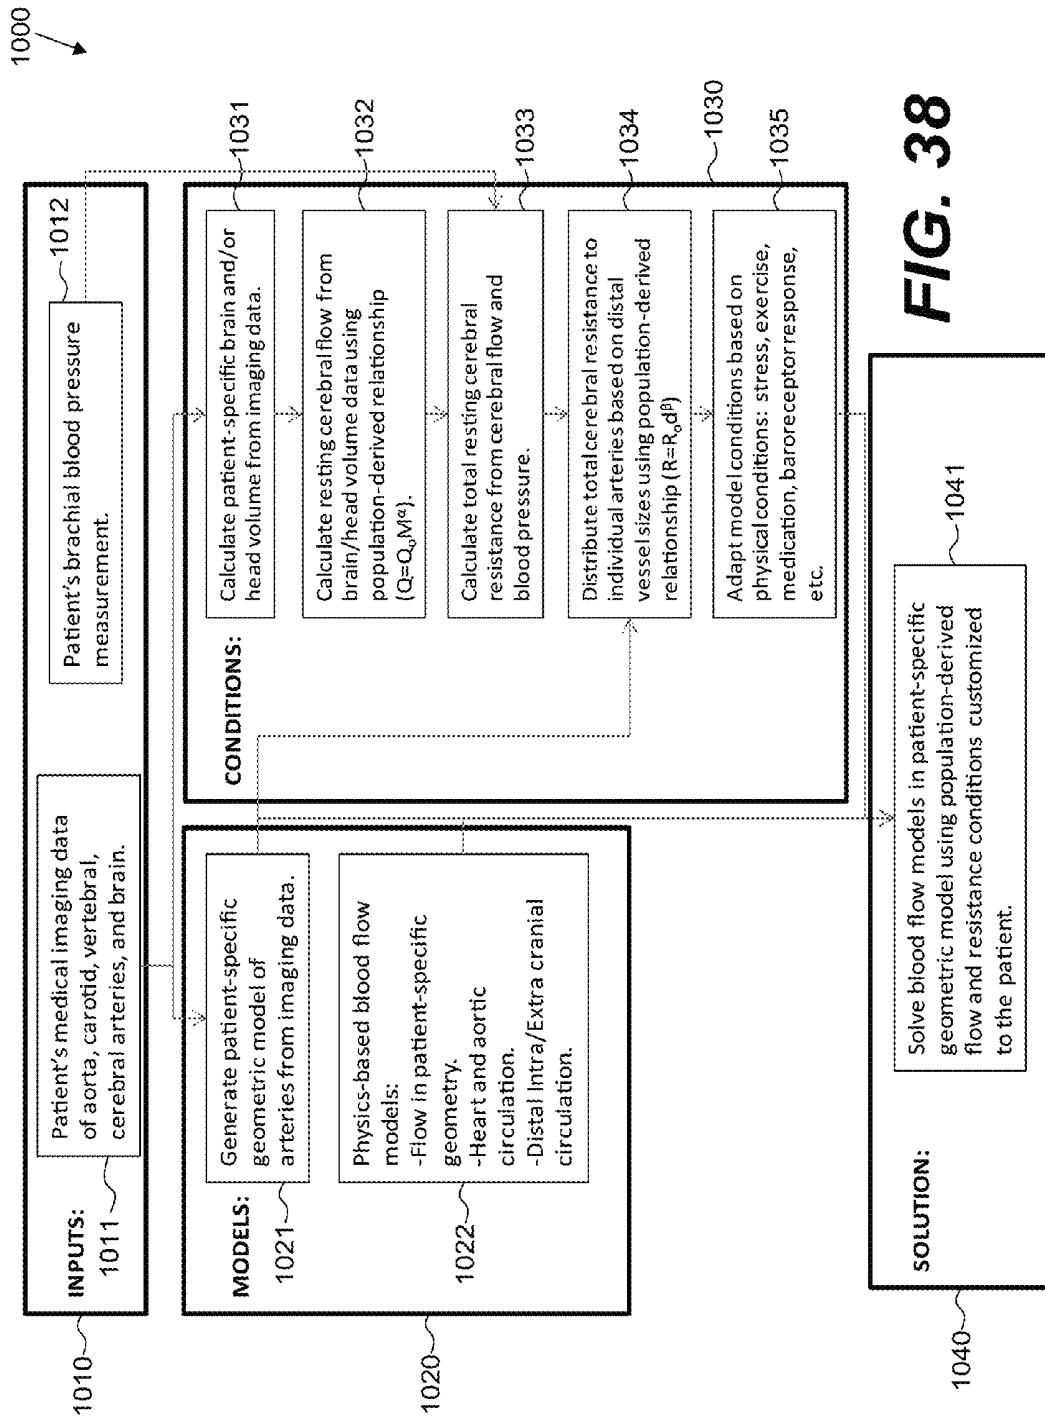 1000
INPUTS:
1010
Patient's medical imaging data
of aorta, carotid, vertebral,
cerebral arteries, and brain.
1011
Patient's brachial blood pressure
measurement.
1012
MODELS:
1020
Generate patient-specific
geometric model of
arteries from imaging data.
1021
Physics-based blood flow
models:
-Flow in patient-specific
geometry.
-Heart and aortic
circulation.
-Distal Intra/Extra cranial
circulation.
1022
CONDITIONS:
1030
Calculate patient-specific brain and/or
head volume from imaging data.
1031
Calculate resting cerebral flow from
brain/head volume data using
population-derived relationship
(Q=Q₀Mᵅ).
1032
Calculate total resting cerebral
resistance from cerebral flow and
blood pressure.
1033
Distribute total cerebral resistance to
individual arteries based on distal
vessel sizes using population-derived
relationship (R=R₀dᵝ)
1034
Adapt model conditions based on
physical conditions: stress, exercise,
medication, baroreceptor response,
etc.
1035
SOLUTION:
1040
Solve blood flow models in patient-specific
geometric model using population-derived
flow and resistance conditions customized
to the patient.
1041
FIG. 38